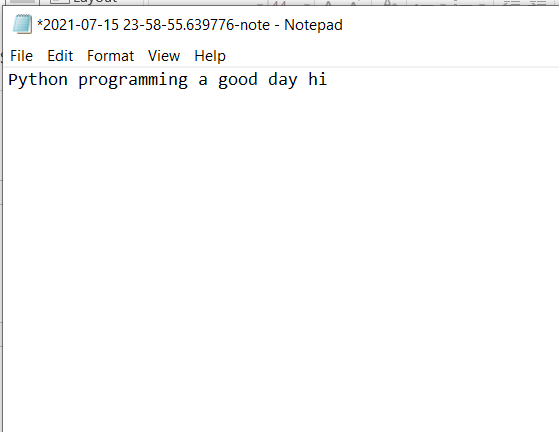 Layout
*2021-07-15 23-58-55.639776-note - Notepad
File Edit Format View Help
Python programming a good day hi